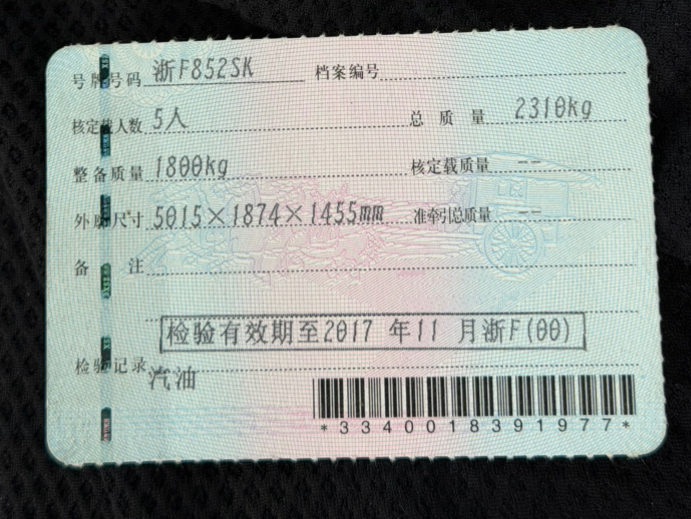 号牌号码 浙F852SK 档案编号
核定载人数 5人 总质量 2310kg
整备质量 1800kg 核定载质量 --
外廓尺寸 5015×1874×1455mm 准牵引总质量 --
备注
检验有效期至2017年11月浙F(00)
检验记录
汽油
*3340018391977*